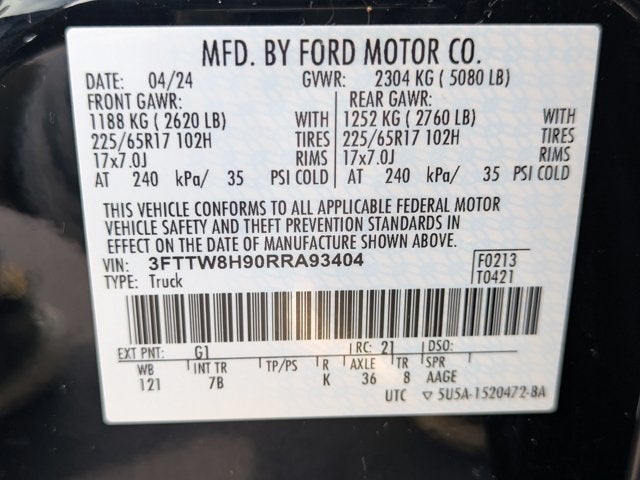 MFD. BY FORD MOTOR CO.
DATE: 04/24 GVWR: 2304 KG ( 5080 LB)
FRONT GAWR: REAR GAWR:
1188 KG ( 2620 LB) WITH 1252 KG ( 2760 LB) WITH
225/65R17 102H TIRES 225/65R17 102H TIRES
17x7.0J RIMS 17x7.0J RIMS
AT 240 kPa/ 35 PSI COLD AT 240 kPa/ 35 PSI COLD
THIS VEHICLE CONFORMS TO ALL APPLICABLE FEDERAL MOTOR
VEHICLE SAFETY AND THEFT PREVENTION STANDARDS IN
EFFECT ON THE DATE OF MANUFACTURE SHOWN ABOVE.
VIN: 3FTTW8H90RRA93404 F0213
TYPE: Truck T0421
EXT PNT: G1 RC: 21 DSO:
WB INT TR TP/PS R AXLE TR SPR
121 7B K 36 8 AAGE
UTC ▽ 5U5A-1520472-BA